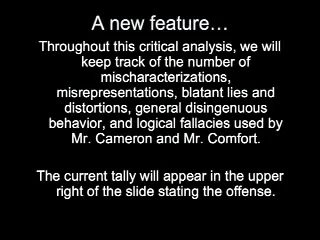 A new feature…
Throughout this critical analysis, we will
keep track of the number of
mischaracterizations,
misrepresentations, blatant lies and
distortions, general disingenuous
behavior, and logical fallacies used by
Mr. Cameron and Mr. Comfort.
The current tally will appear in the upper
right of the slide stating the offense.